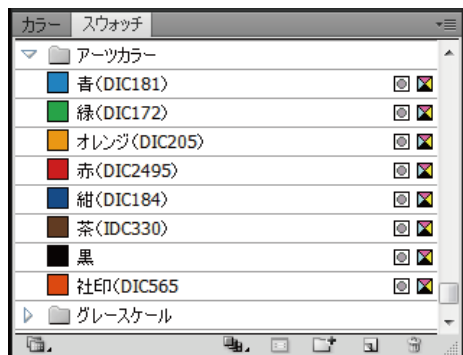 カラー スウォッチ
アーツカラー
青(DIC181)
緑(DIC172)
オレンジ(DIC205)
赤(DIC2495)
紺(DIC184)
茶(IDC330)
黒
社印(DIC565
グレースケール